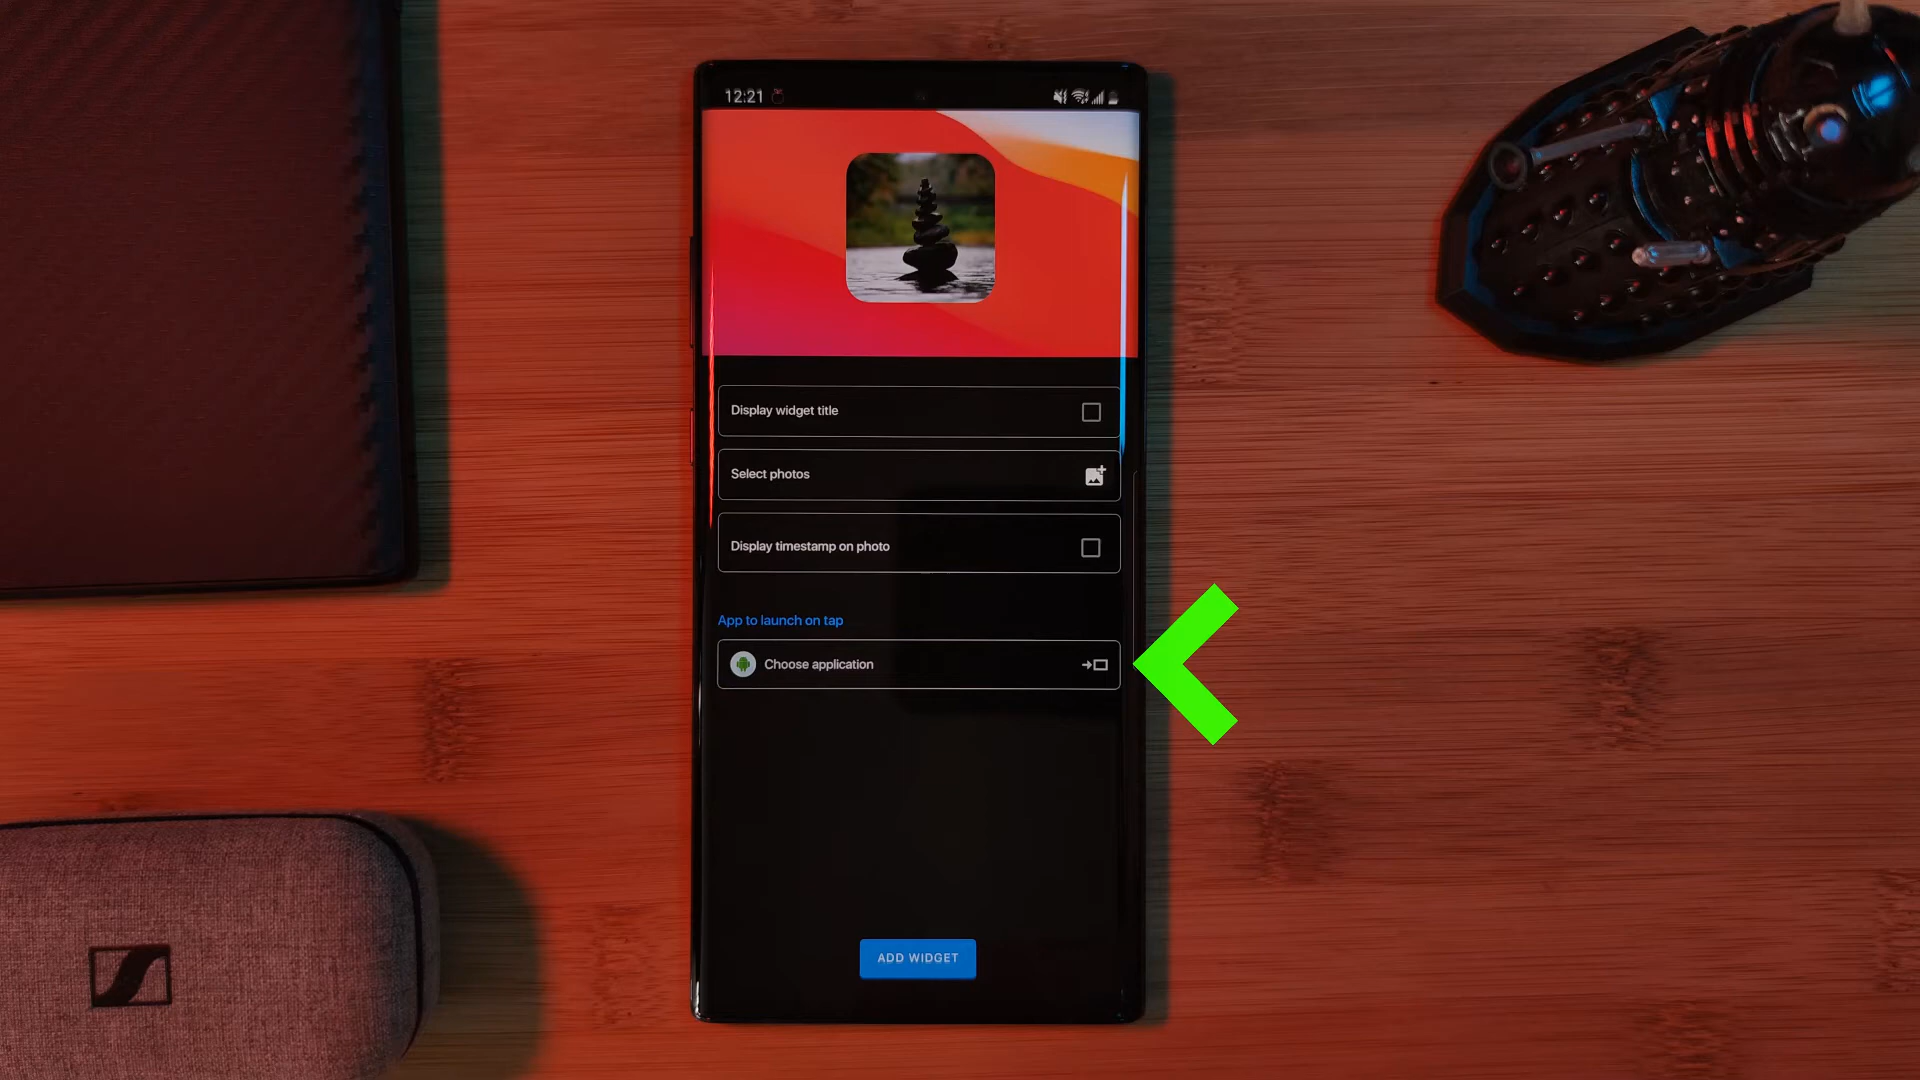 12:21
Display widget title
Select photos
Display timestamp on photo
App to launch on tap
Choose application
ADD WIDGET